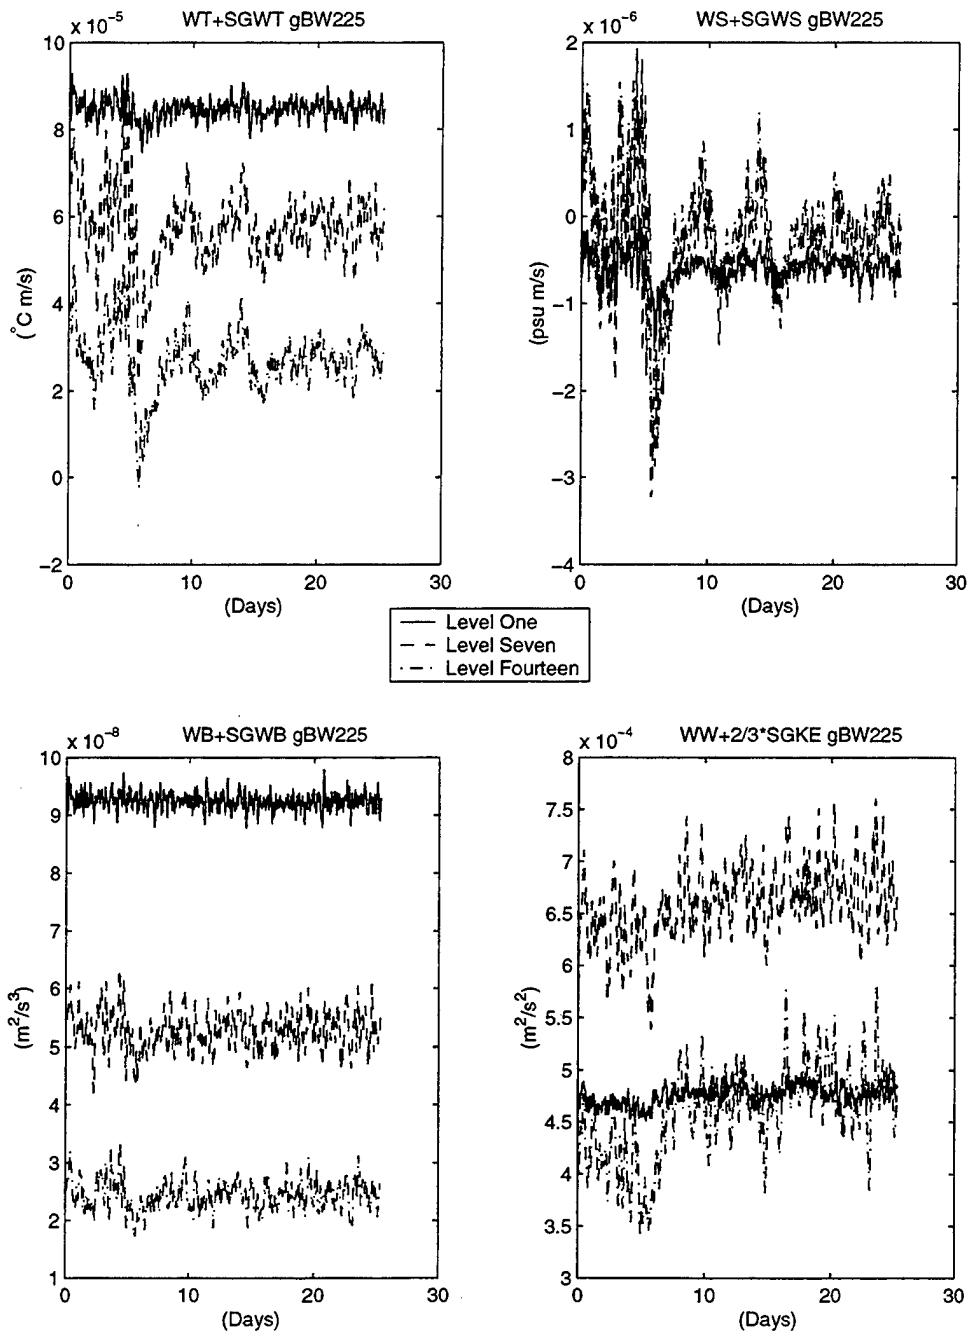 WT+SGWT gBW225
x 10^-5
10
8
6
4
2
0
−2
(°C m/s)
0 10 20 30
(Days)
WS+SGWS gBW225
x 10^-6
2
1
0
−1
−2
−3
−4
(psu m/s)
0 10 20 30
(Days)
Level One
Level Seven
Level Fourteen
WB+SGWB gBW225
x 10^-8
10
9
8
7
6
5
4
3
2
1
(m^2/s^3)
0 10 20 30
(Days)
WW+2/3*SGKE gBW225
x 10^-4
8
7.5
7
6.5
6
5.5
5
4.5
4
3.5
3
(m^2/s^2)
0 10 20 30
(Days)